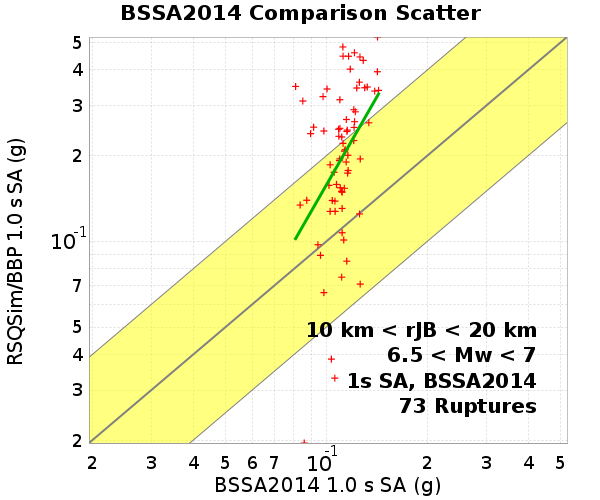 BSSA2014 Comparison Scatter
RSQSim/BBP 1.0 s SA (g)
5
4
3
2
10-1
7
5
4
3
2
10 km < rJB < 20 km
6.5 < Mw < 7
1s SA, BSSA2014
73 Ruptures
2 3 4 5 6 7 10-1 2 3 4 5
BSSA2014 1.0 s SA (g)